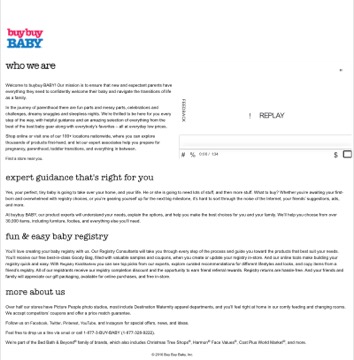 buybuy
BABY
who we are
Welcome to buybuy BABY! Our mission is to ensure that new and expectant parents have
everything they need to confidently welcome their baby and navigate the transitions of life
as a family.
In the journey of parenthood there are fun parts and messy parts, celebrations and
challenges, dreamy snuggles and sleepless nights. We're thrilled to be here for you every
step of the way, with helpful guidance and an amazing selection of everything from the
best of the best baby gear along with everybody's favorites – all at everyday low prices.
Shop online or visit one of our 100+ locations nationwide, where you can explore
thousands of products first-hand, and let our expert associates help you prepare for
pregnancy, parenthood, toddler transitions, and everything in between.
Find a store near you.
FEEDBACK
! REPLAY
# % 0:06 / 1:04 $
expert guidance that's right for you
Yes, your perfect, tiny baby is going to take over your home, and your life. He or she is going to need lots of stuff, and then more stuff. What to buy? Whether you're awaiting your first-
born and overwhelmed with registry choices, or you're gearing yourself up for the next big milestone, it's hard to sort through the noise of the internet, your friends' suggestions, ads,
and more.
At buybuy BABY, our product experts will understand your needs, explain the options, and help you make the best choices for you and your family. We'll help you choose from over
30,000 items, including furniture, foodies, and everything else you'll need.
fun & easy baby registry
You'll love creating your baby registry with us. Our Registry Consultants will take you through every step of the process and guide you toward the products that best suit your needs.
You'll receive our free best-in-class Goody Bag, filled with valuable samples and coupons, when you create or update your registry in-store. And our online tools make building your
registry quick and easy. With Registry Kickstarters you can see top picks from our experts, explore curated recommendations for different lifestyles and tastes, and copy items from a
friend's registry. All of our registrants receive our registry completion discount and the opportunity to earn friend referral rewards. Registry returns are hassle free. And your friends and
family will appreciate our gift packaging, available for online purchases, and free in-store.
more about us
Over half our stores have Picture People photo studios, most include Destination Maternity apparel departments, and you'll feel right at home in our comfy feeding and changing rooms.
We accept competitors' coupons and offer a price match guarantee.
Follow us on Facebook, Twitter, Pinterest, YouTube, and Instagram for special offers, news, and ideas.
Feel free to drop us a line via email or call 1-877-3-BUY-BABY (1-877-328-9222).
We're part of the Bed Bath & Beyond® family of brands, which also includes Christmas Tree Shops®, Harmon® Face Values®, Cost Plus World Market®, and more.
© 2016 Buy Buy Baby, Inc.